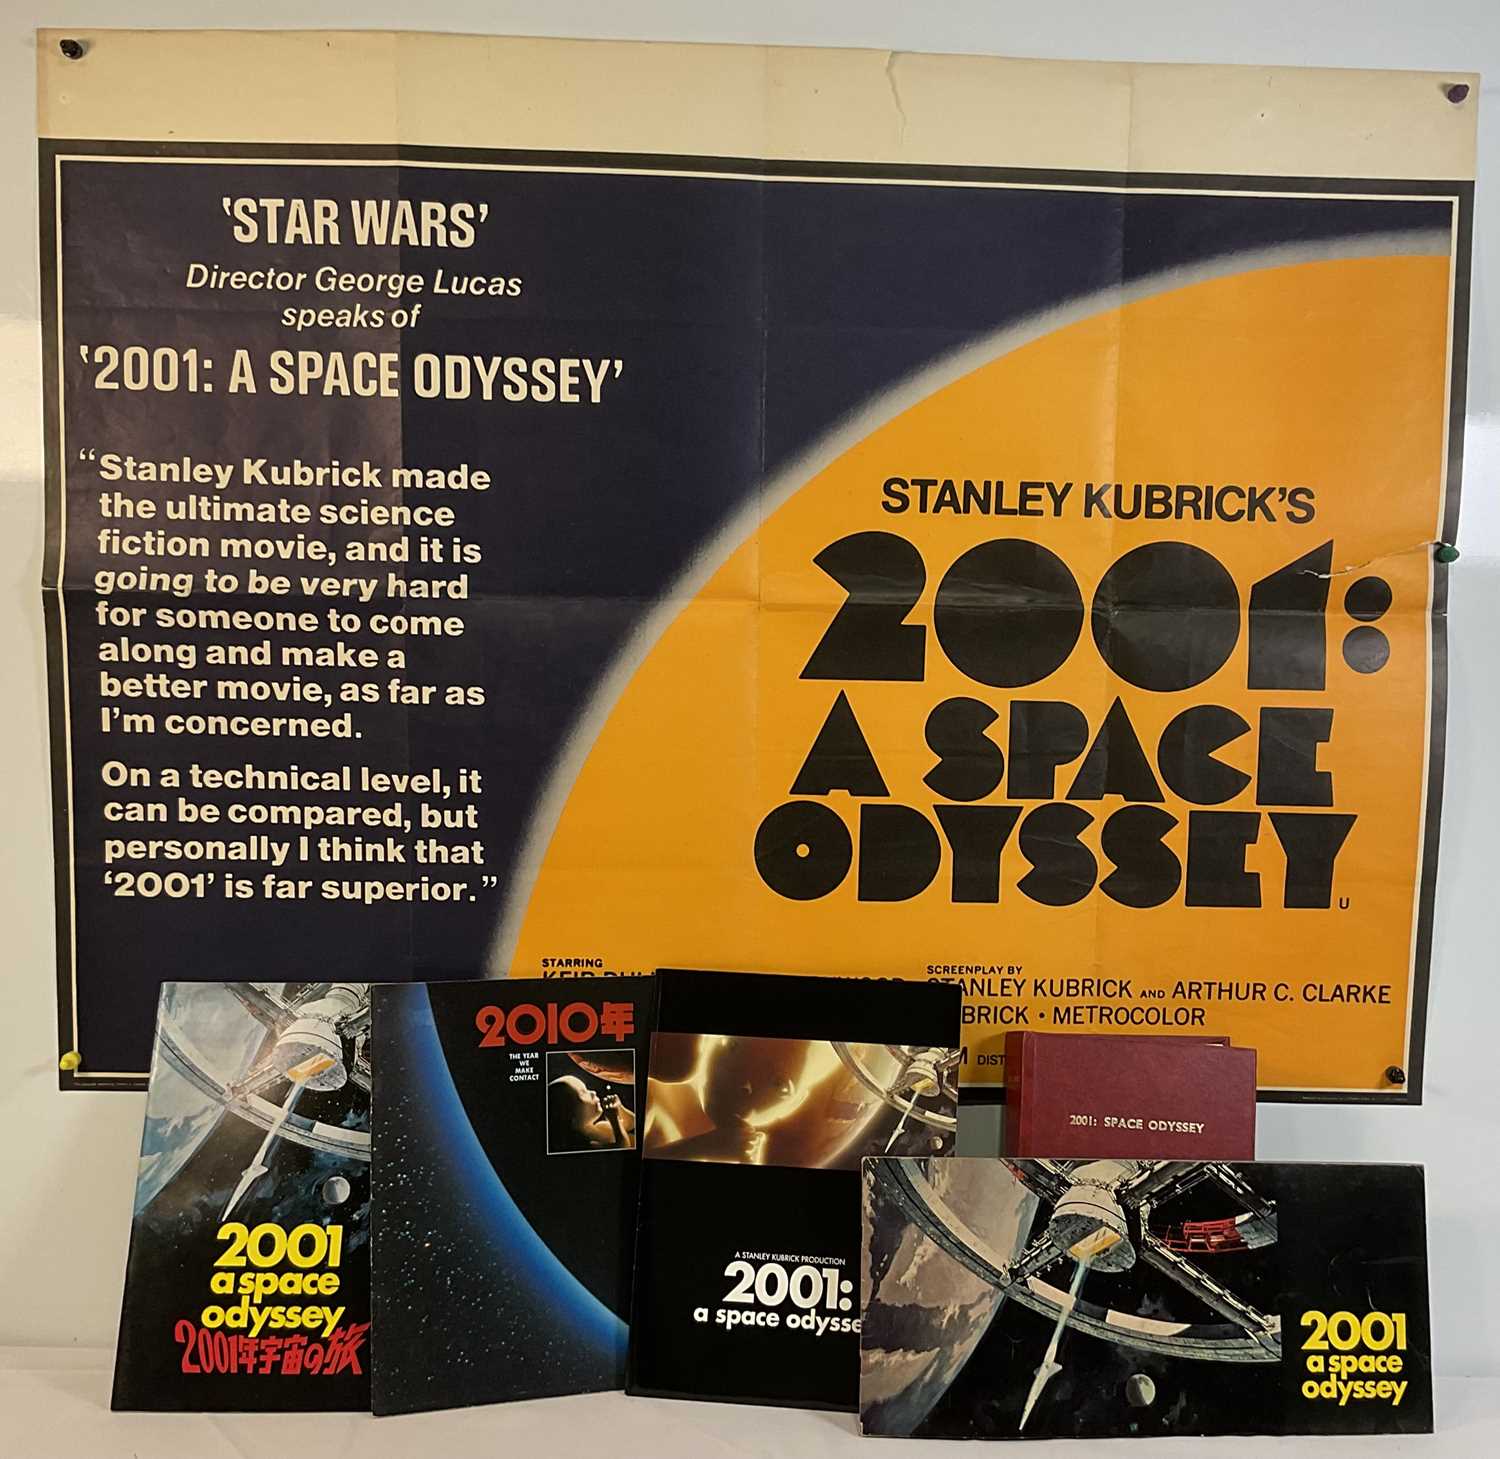 ‘STAR WARS’
Director George Lucas
speaks of
‘2001: A SPACE ODYSSEY’
“Stanley Kubrick made
the ultimate science
fiction movie, and it is
going to be very hard
for someone to come
along and make a
better movie, as far as
I’m concerned.
On a technical level, it
can be compared, but
personally I think that
‘2001’ is far superior.”
STANLEY KUBRICK’S
2001:
A SPACE
ODYSSEY
U
STARRING
KEIR
SCREENPLAY BY
STANLEY KUBRICK AND ARTHUR C. CLARKE
BRICK • METROCOLOR
DIST
2001
a space
odyssey
2001年宇宙の旅
2010年
THE YEAR
WE
MAKE
CONTACT
A STANLEY KUBRICK PRODUCTION
2001:
a space odysse
2001: SPACE ODYSSEY
2001
a space
odyssey